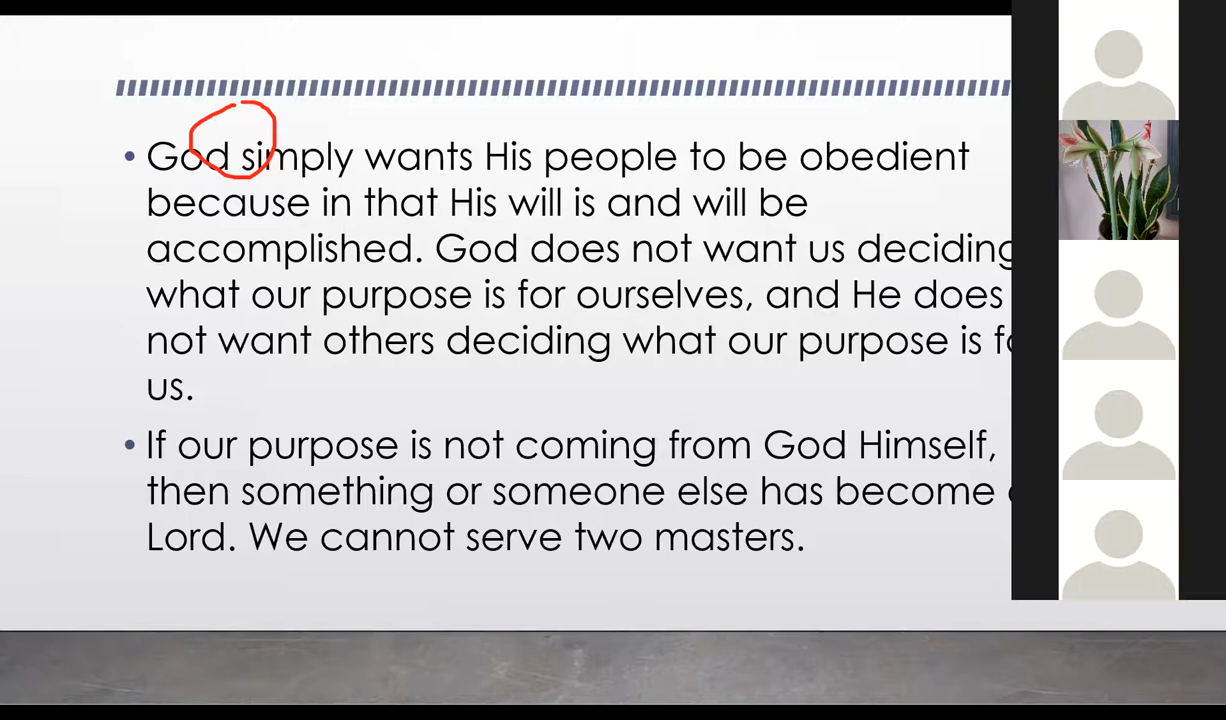 God simply wants His people to be obedient
because in that His will is and will be
accomplished. God does not want us deciding
what our purpose is for ourselves, and He does
not want others deciding what our purpose is
us.
If our purpose is not coming from God Himself,
then something or someone else has become
Lord. We cannot serve two masters.